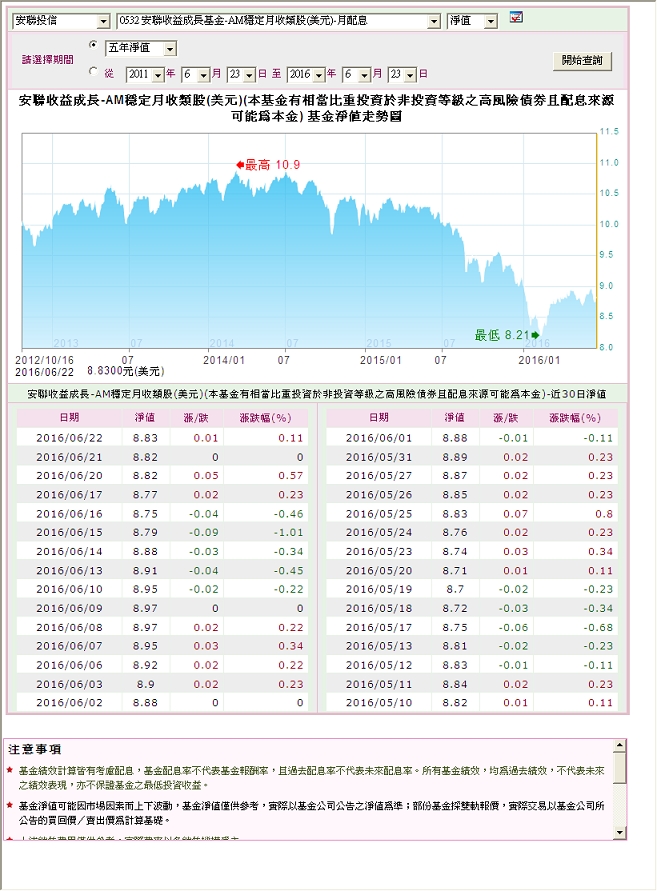 安聯投信 0532 安聯收益成長基金-AM穩定月收類股(美元)-月配息 淨值
請選擇期間
五年淨值
從 2011 年 6 月 23 日 至 2016 年 6 月 23 日
開始查詢
安聯收益成長-AM穩定月收類股(美元)(本基金有相當比重投資於非投資等級之高風險債券且配息來源
可能為本金) 基金淨值走勢圖
11.5
11.0
10.5
10.0
9.5
9.0
8.5
8.0
最高 10.9
最低 8.21
2013 07 2014 07 2015 07 2016
2012/10/16 07 2014/01 07 2015/01 07 2016/01
2016/06/22 8.8300元(美元)
安聯收益成長-AM穩定月收類股(美元)(本基金有相當比重投資於非投資等級之高風險債券且配息來源可能為本金)-近30日淨值
日期 淨值 漲/跌 漲跌幅(%) 日期 淨值 漲/跌 漲跌幅(%)
2016/06/22 8.83 0.01 0.11 2016/06/01 8.88 -0.01 -0.11
2016/06/21 8.82 0 0 2016/05/31 8.89 0.02 0.23
2016/06/20 8.82 0.05 0.57 2016/05/27 8.87 0.02 0.23
2016/06/17 8.77 0.02 0.23 2016/05/26 8.85 0.02 0.23
2016/06/16 8.75 -0.04 -0.46 2016/05/25 8.83 0.07 0.8
2016/06/15 8.79 -0.09 -1.01 2016/05/24 8.76 0.02 0.23
2016/06/14 8.88 -0.03 -0.34 2016/05/23 8.74 0.03 0.34
2016/06/13 8.91 -0.04 -0.45 2016/05/20 8.71 0.01 0.11
2016/06/10 8.95 -0.02 -0.22 2016/05/19 8.7 -0.02 -0.23
2016/06/09 8.97 0 0 2016/05/18 8.72 -0.03 -0.34
2016/06/08 8.97 0.02 0.22 2016/05/17 8.75 -0.06 -0.68
2016/06/07 8.95 0.03 0.34 2016/05/13 8.81 -0.02 -0.23
2016/06/06 8.92 0.02 0.22 2016/05/12 8.83 -0.01 -0.11
2016/06/03 8.9 0.02 0.23 2016/05/11 8.84 0.02 0.23
2016/06/02 8.88 0 0 2016/05/10 8.82 0.01 0.11
注意事項
基金績效計算皆有考慮配息，基金配息率不代表基金報酬率，且過去配息率不代表未來配息率。所有基金績效，均為過去績效，不代表未來
之績效表現，亦不保證基金之最低投資收益。
基金淨值可能因市場因素而上下波動，基金淨值僅供參考，實際以基金公司公告之淨值為準；部份基金採雙軌報價，實際交易以基金公司所
公告的買回價／賣出價為計算基礎。